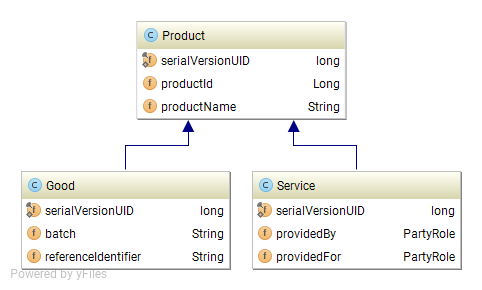 C Product
f serialVersionUID long
f productId Long
f productName String
C Good
f serialVersionUID long
f batch String
f referenceIdentifier String
C Service
f serialVersionUID long
f providedBy PartyRole
f providedFor PartyRole
Powered by yFiles